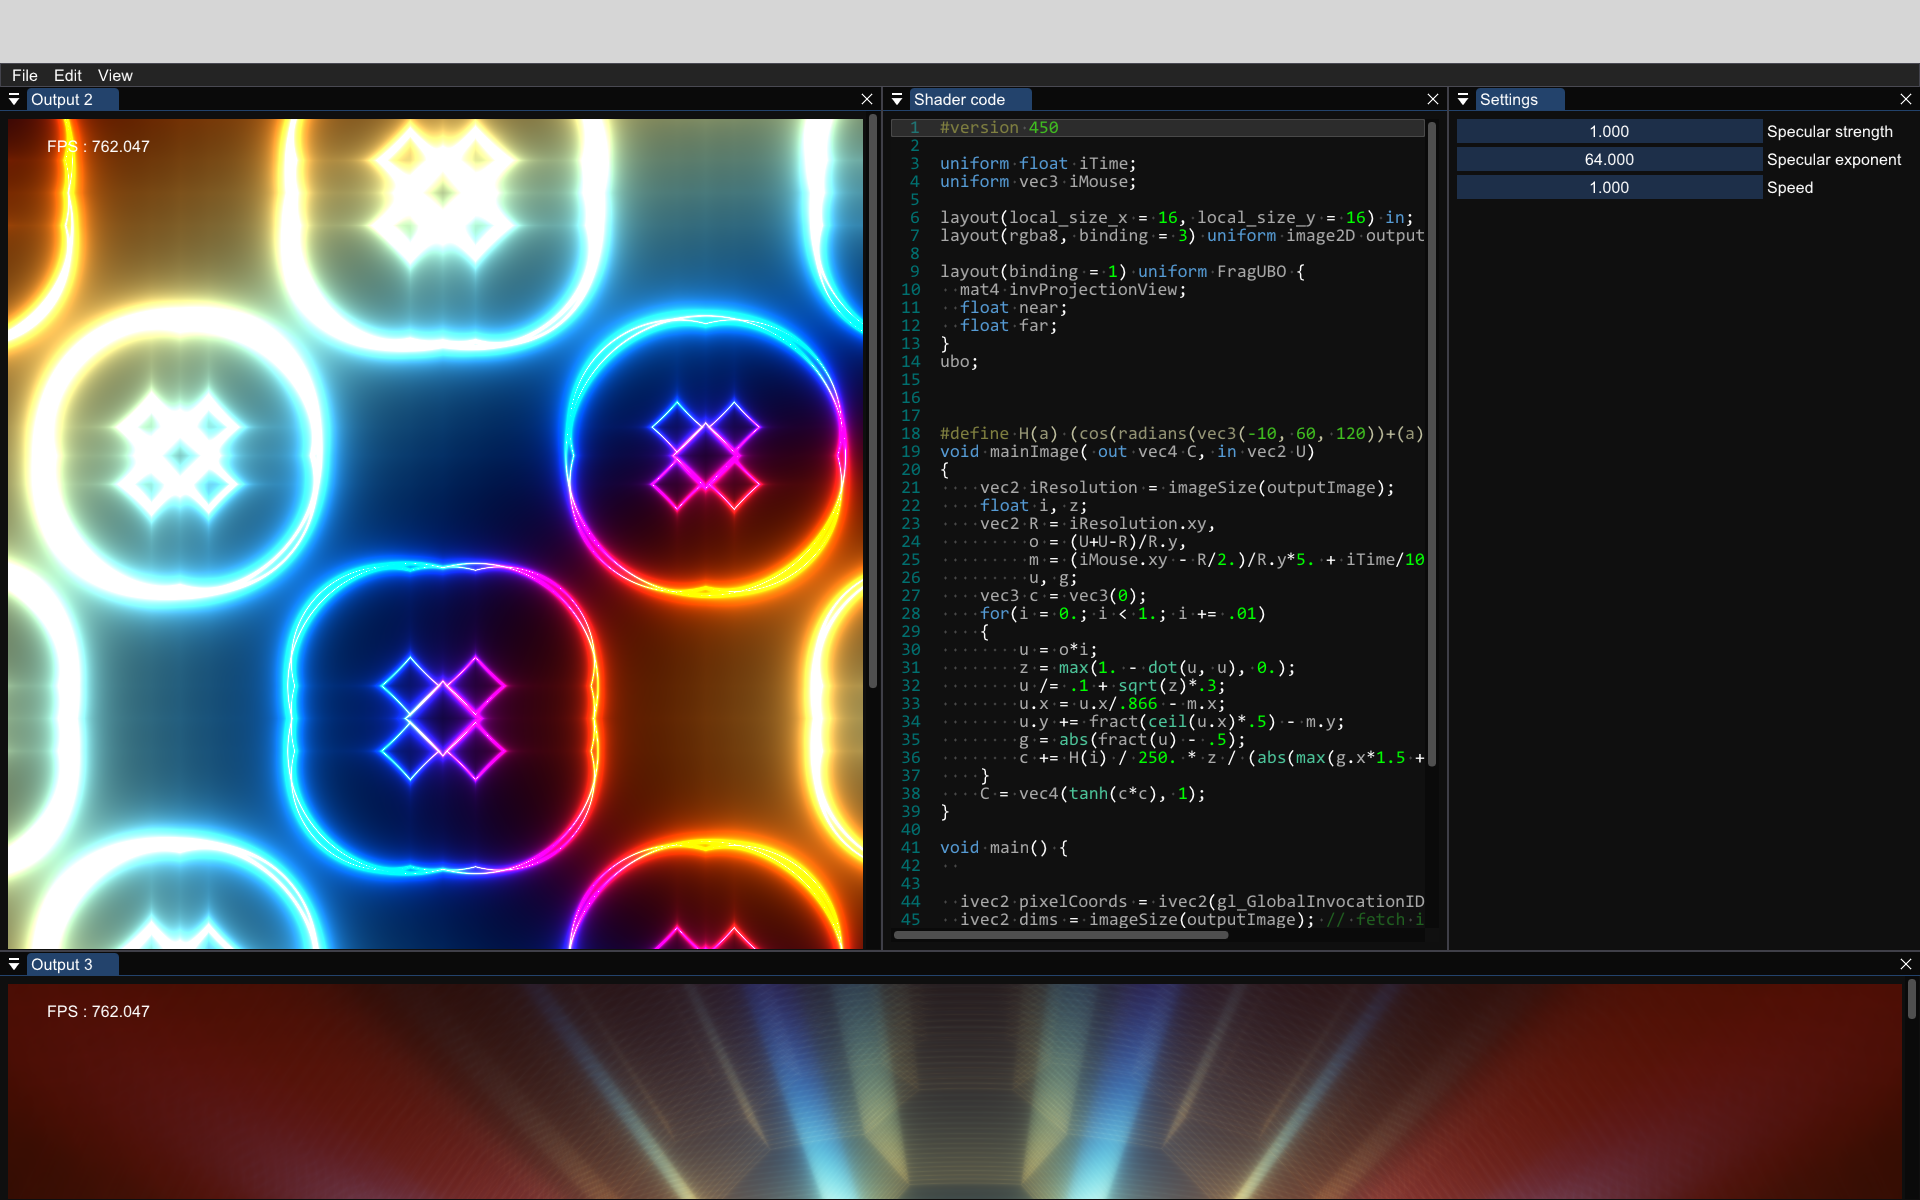 File Edit View
Output 2
FPS : 762.047
Shader code
1 #version 450
2
3 uniform float iTime;
4 uniform vec3 iMouse;
5
6 layout(local_size_x = 16, local_size_y = 16) in;
7 layout(rgba8, binding = 3) uniform image2D output
8
9 layout(binding = 1) uniform FragUBO {
10 mat4 invProjectionView;
11 float near;
12 float far;
13 }
14 ubo;
15
16
17
18 #define H(a) (cos(radians(vec3(-10, 60, 120))+(a)
19 void mainImage( out vec4 C, in vec2 U)
20 {
21 vec2 iResolution = imageSize(outputImage);
22 float i, z;
23 vec2 R = iResolution.xy,
24 o = (U+U-R)/R.y,
25 m = (iMouse.xy - R/2.)/R.y*5. + iTime/10
26 u, g;
27 vec3 c = vec3(0);
28 for(i = 0.; i < 1.; i += .01)
29 {
30 u = o*i;
31 z = max(1. - dot(u, u), 0.);
32 u /= .1 + sqrt(z)*.3;
33 u.x = u.x/.866 - m.x;
34 u.y += fract(ceil(u.x)*.5) - m.y;
35 g = abs(fract(u) - .5);
36 c += H(i) / 250. * z / (abs(max(g.x*1.5 +
37 }
38 C = vec4(tanh(c*c), 1);
39 }
40
41 void main() {
42
43
44 ivec2 pixelCoords = ivec2(gl_GlobalInvocationID
45 ivec2 dims = imageSize(outputImage); // fetch i
Settings
1.000 Specular strength
64.000 Specular exponent
1.000 Speed
Output 3
FPS : 762.047